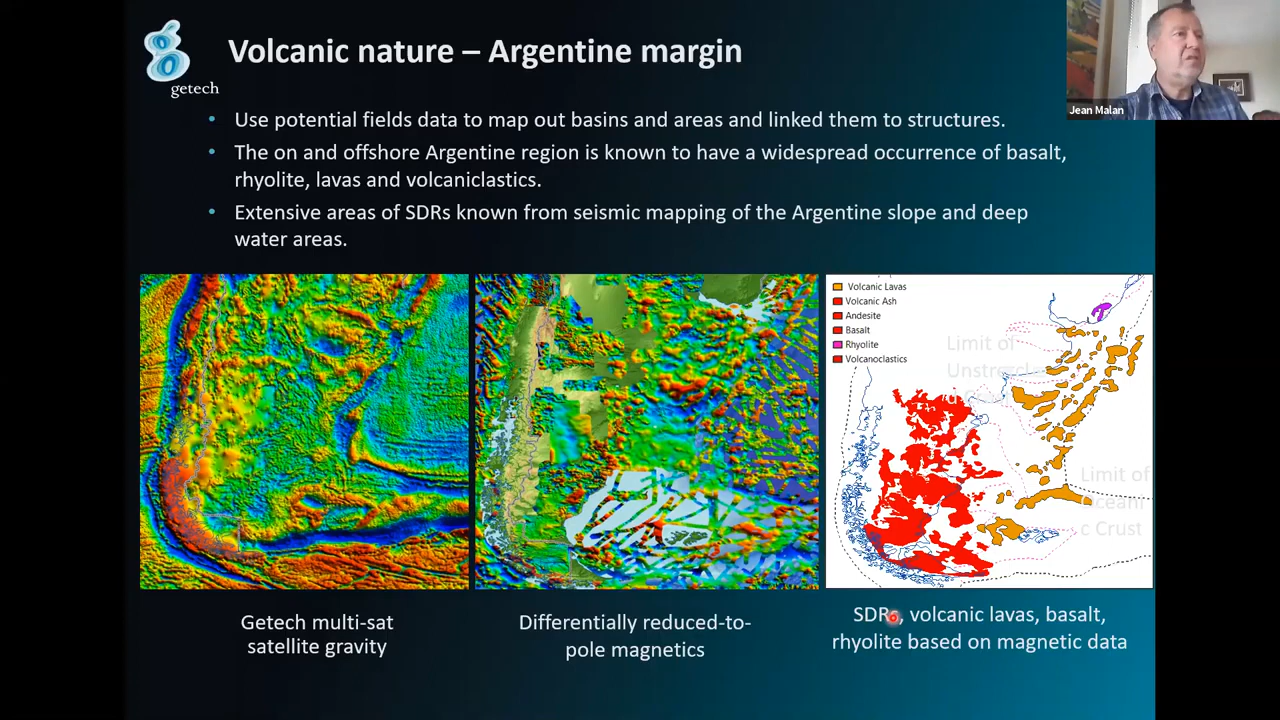 getech
Volcanic nature – Argentine margin
Jean Malan
• Use potential fields data to map out basins and areas and linked them to structures.
• The on and offshore Argentine region is known to have a widespread occurrence of basalt,
rhyolite, lavas and volcaniclastics.
• Extensive areas of SDRs known from seismic mapping of the Argentine slope and deep
water areas.
Volcanic Lavas
Volcanic Ash
Andesite
Basalt
Rhyolite
Volcanoclastics
Limit of
Limit of
c Crust
Getech multi-sat
satellite gravity
Differentially reduced-to-
pole magnetics
SDRs, volcanic lavas, basalt,
rhyolite based on magnetic data